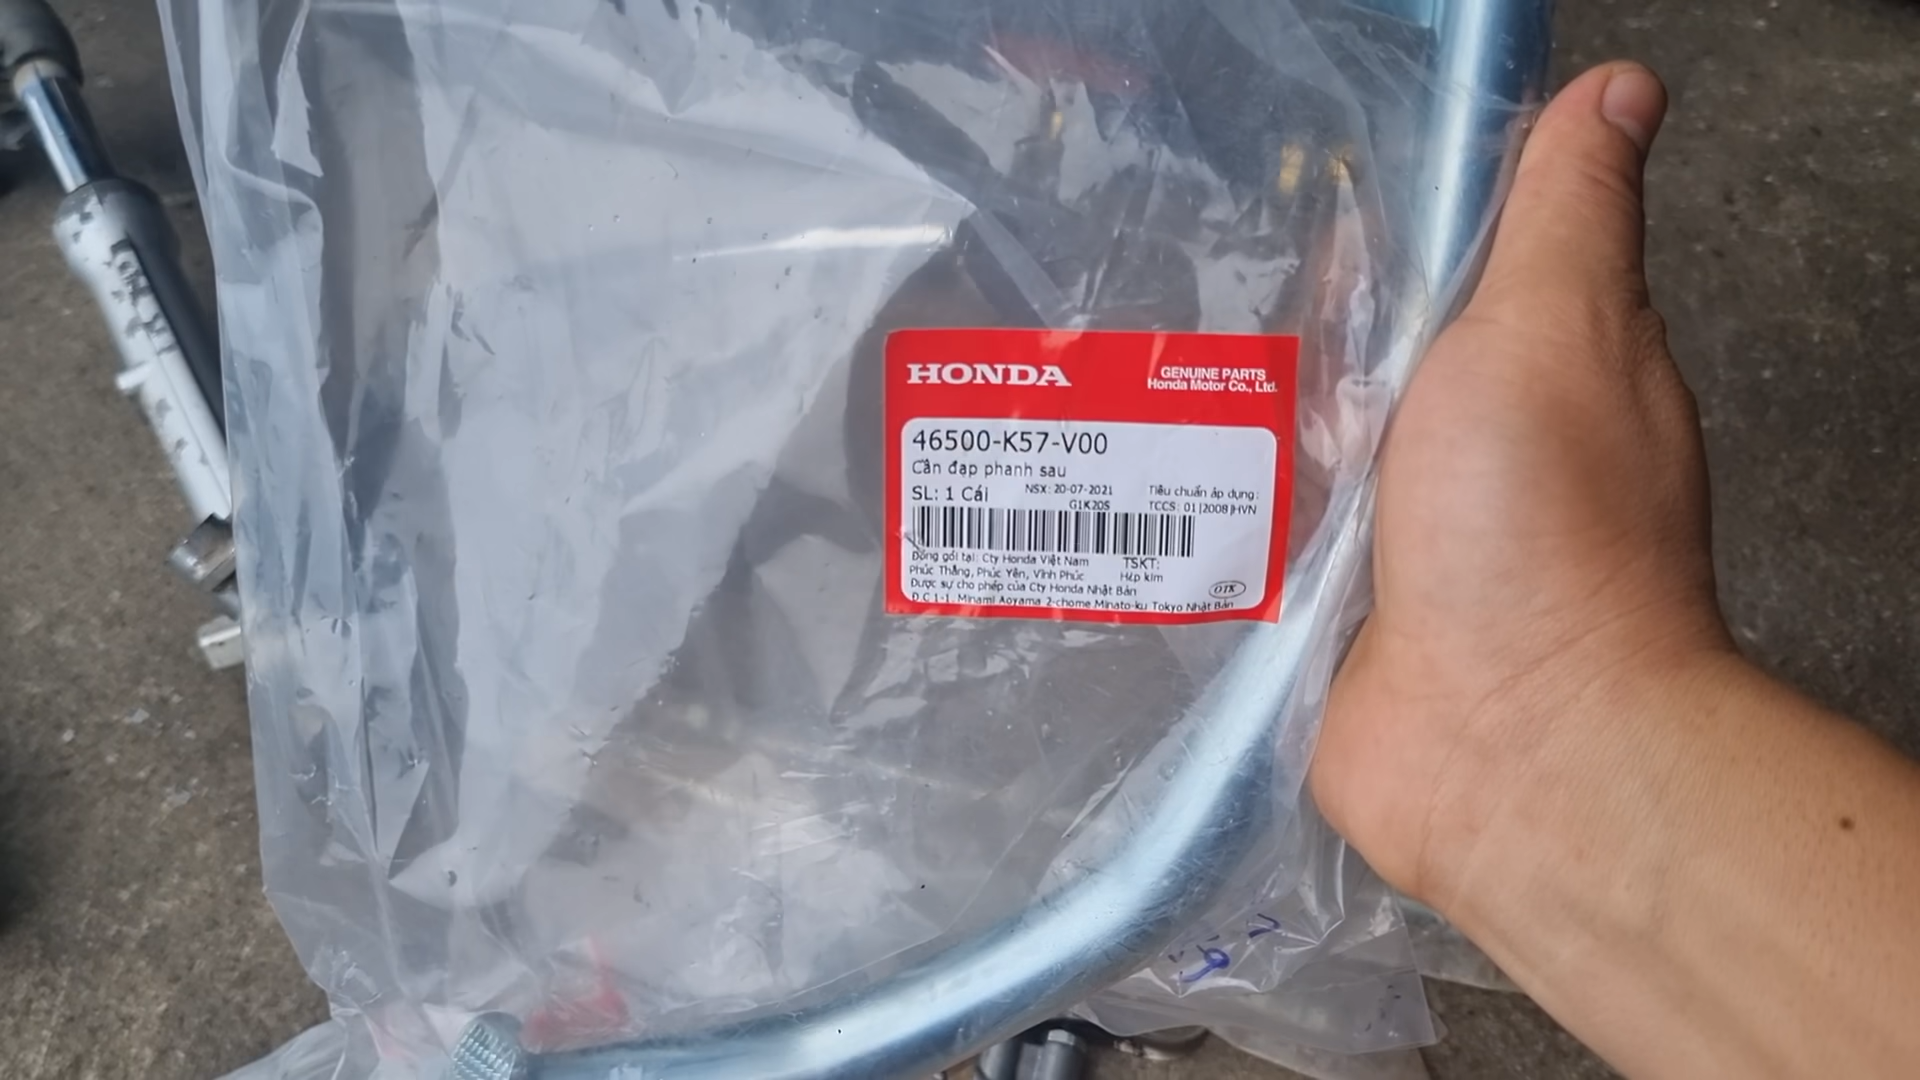 HONDA
GENUINE PARTS
Honda Motor Co., Ltd.
46500-K57-V00
Cần đạp phanh sau
SL: 1 Cái
NSX: 20-07-2021
G1K20S
Tiêu chuẩn áp dụng:
TCCS: 01|2008|HVN
Đóng gói tại: Cty Honda Việt Nam
Phúc Thắng, Phúc Yên, Vĩnh Phúc
TSKT:
Hợp kim
Được sự cho phép của Cty Honda Nhật Bản
Đ C 1-1, Minami Aoyama 2-chome Minato-ku Tokyo Nhật Bản
OTK